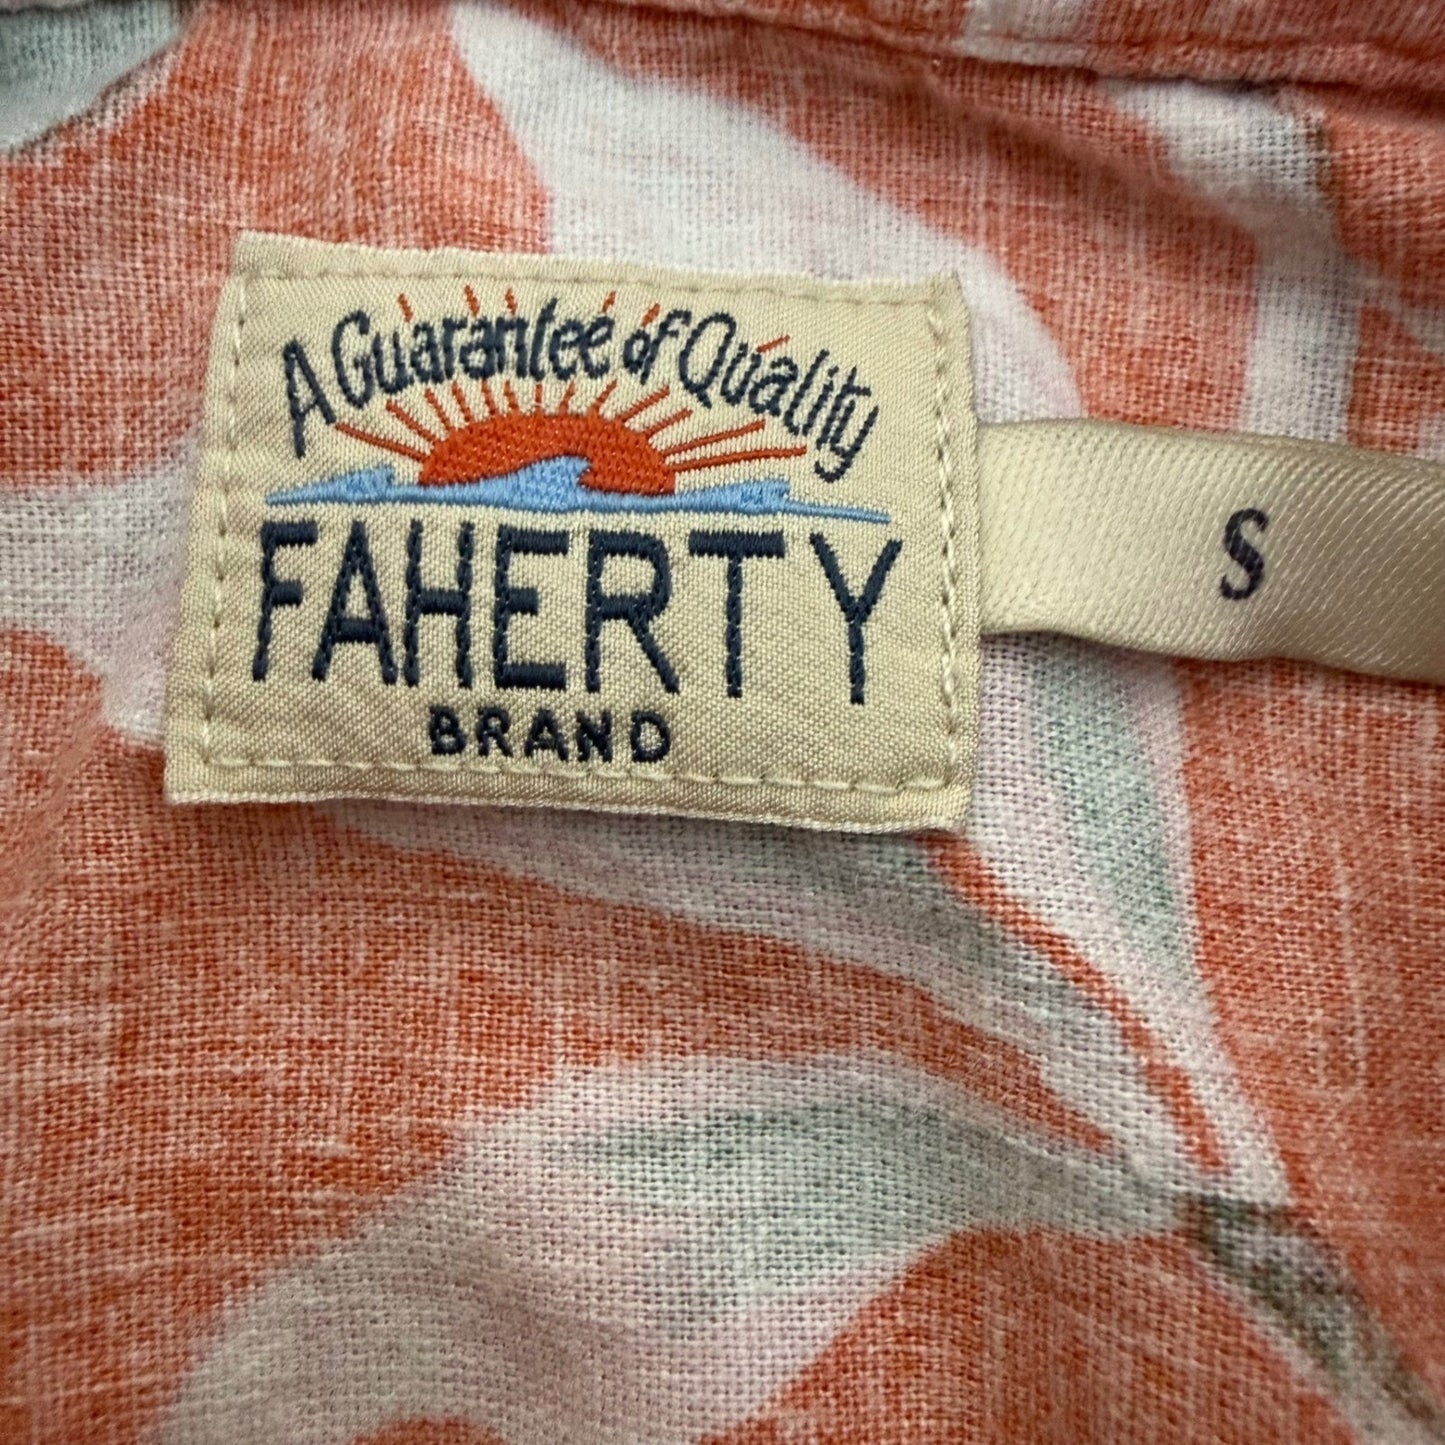 A Guarantee of Quality
FAHERTY
BRAND
S